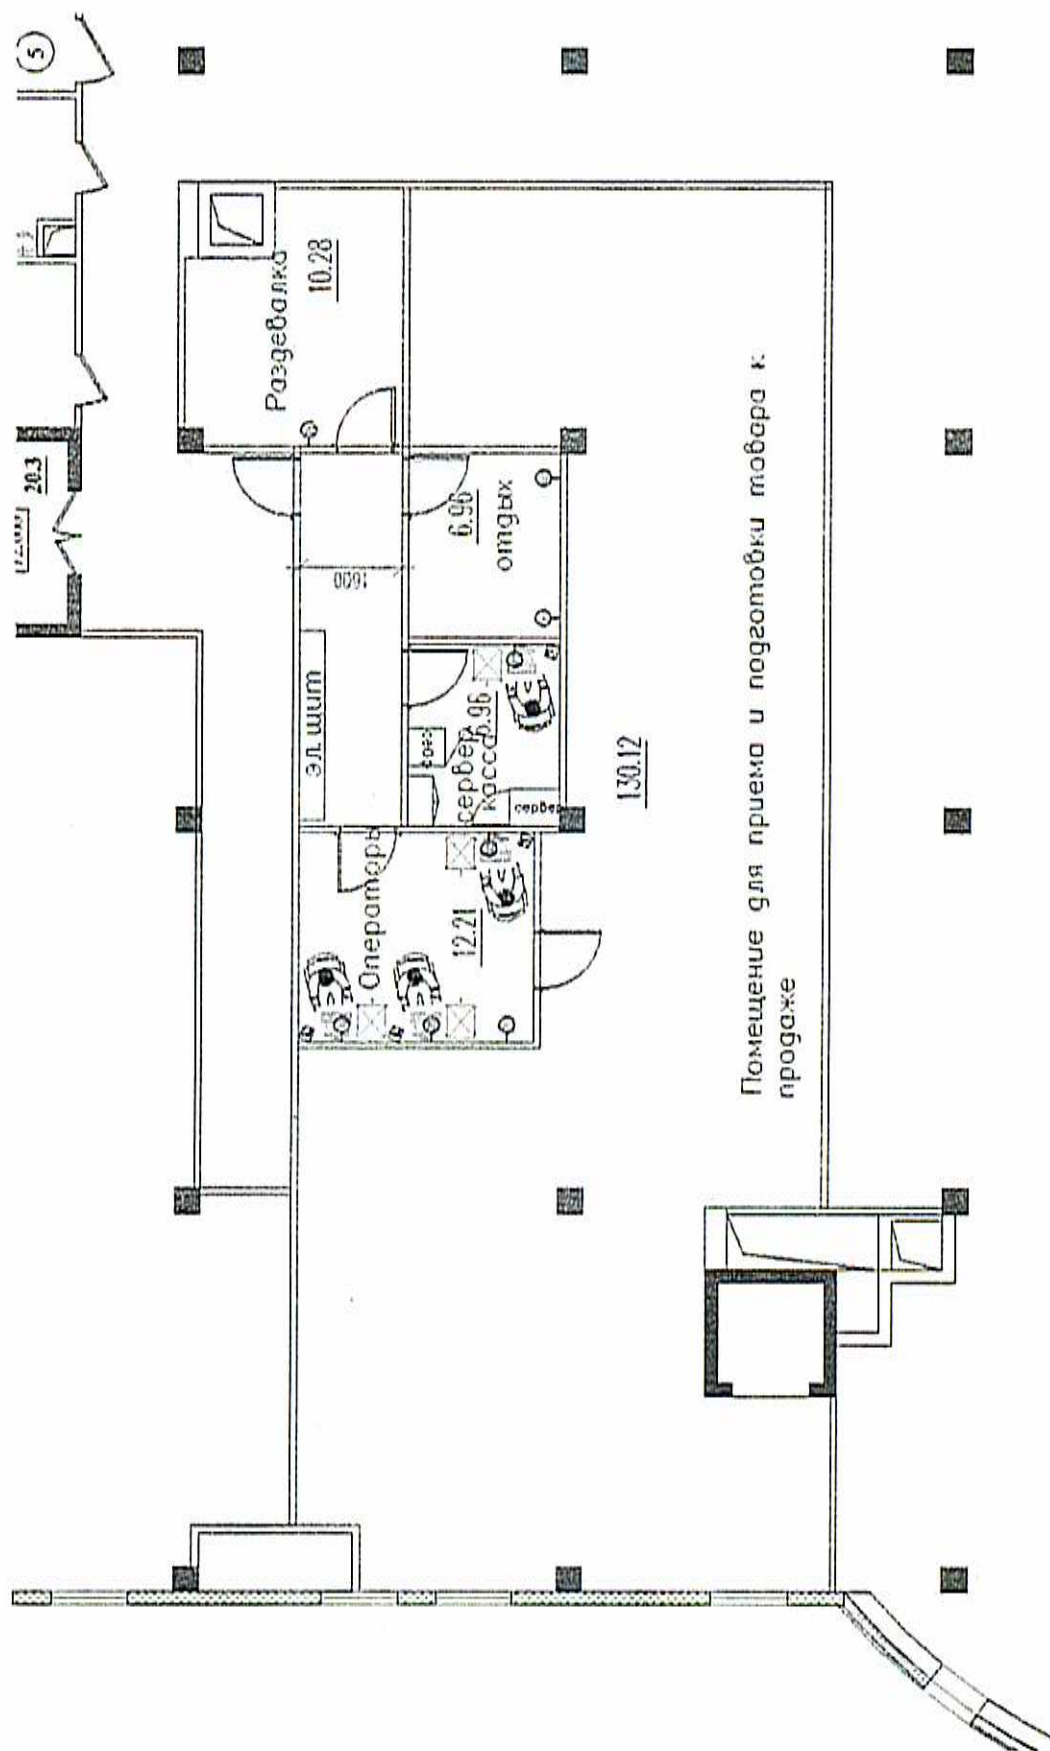 5
20.3
Раздевалка
10.28
6.96
отдых
1600
эл. щит
сервер
касса
6.96
сервер
Операторы
12.21
130.12
Помещение для приема и подготовки товара к
продаже